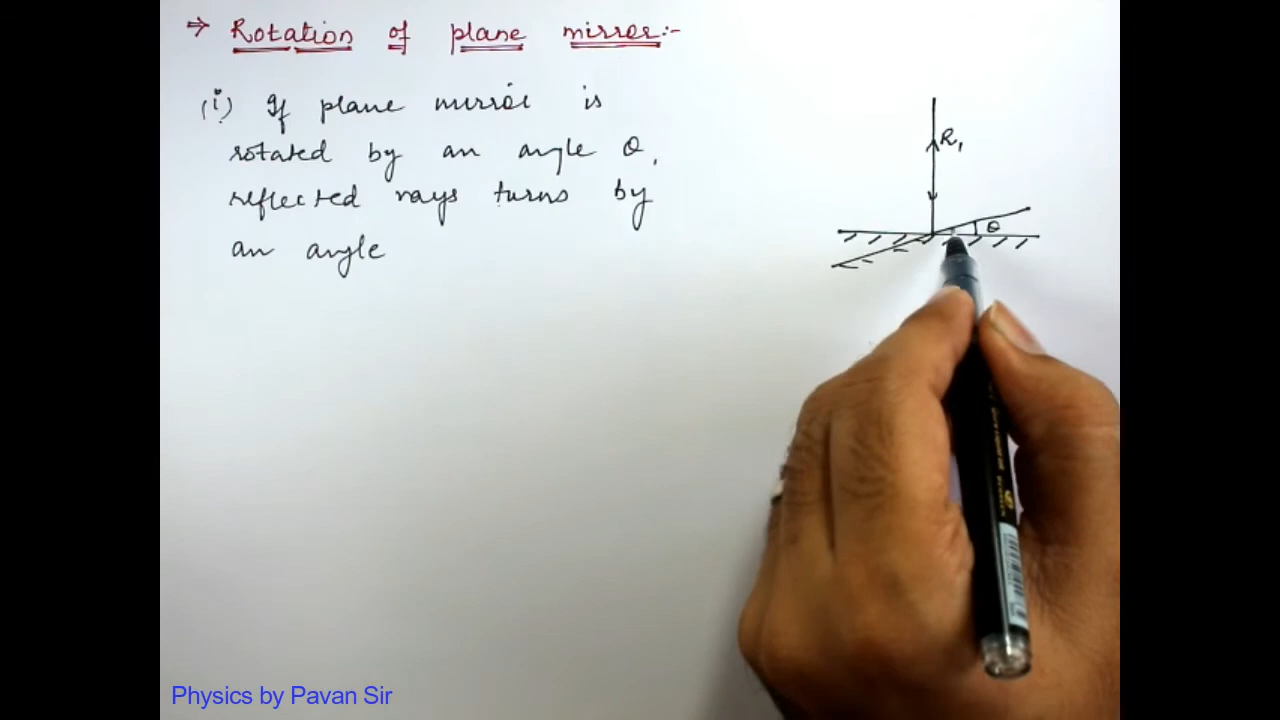 ⇒ Rotation of plane mirror:-
(i) If plane mirror is
rotated by an angle θ,
reflected rays turns by
an angle
R₁
θ
Physics by Pavan Sir